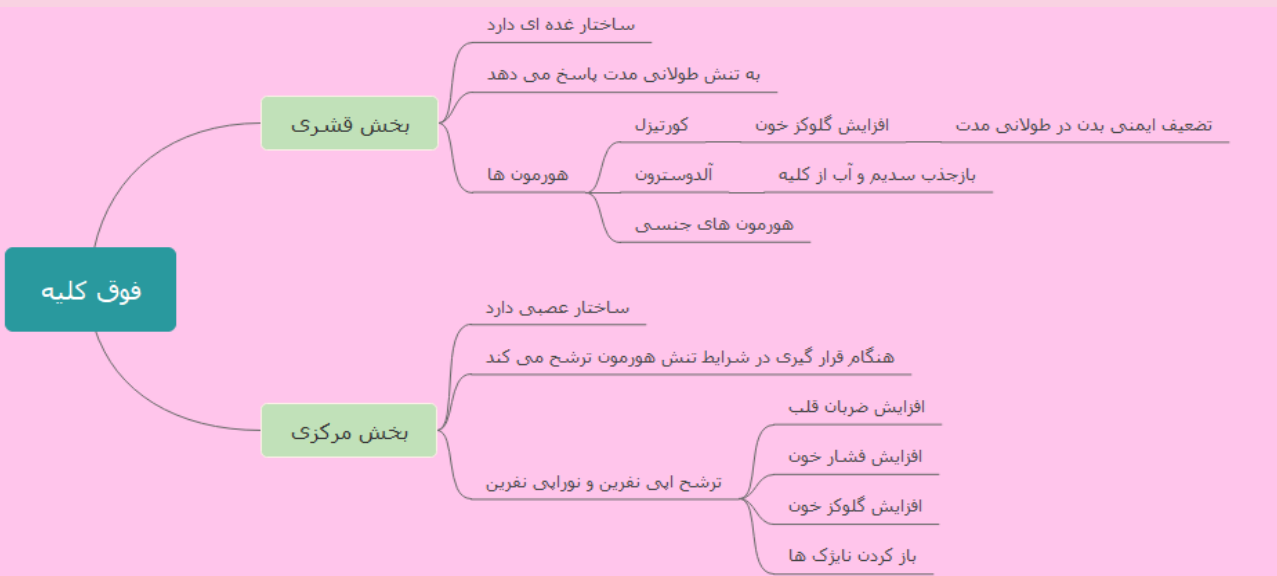 فوق کلیه
بخش قشری
ساختار غده ای دارد
به تنش طولانی مدت پاسخ می دهد
هورمون ها
کورتیزل
افزایش گلوکز خون
تضعیف ایمنی بدن در طولانی مدت
آلدوسترون
بازجذب سدیم و آب از کلیه
هورمون های جنسی
بخش مرکزی
ساختار عصبی دارد
هنگام قرار گیری در شرایط تنش هورمون ترشح می کند
ترشح اپی نفرین و نوراپی نفرین
افزایش ضربان قلب
افزایش فشار خون
افزایش گلوکز خون
باز کردن نایژک ها